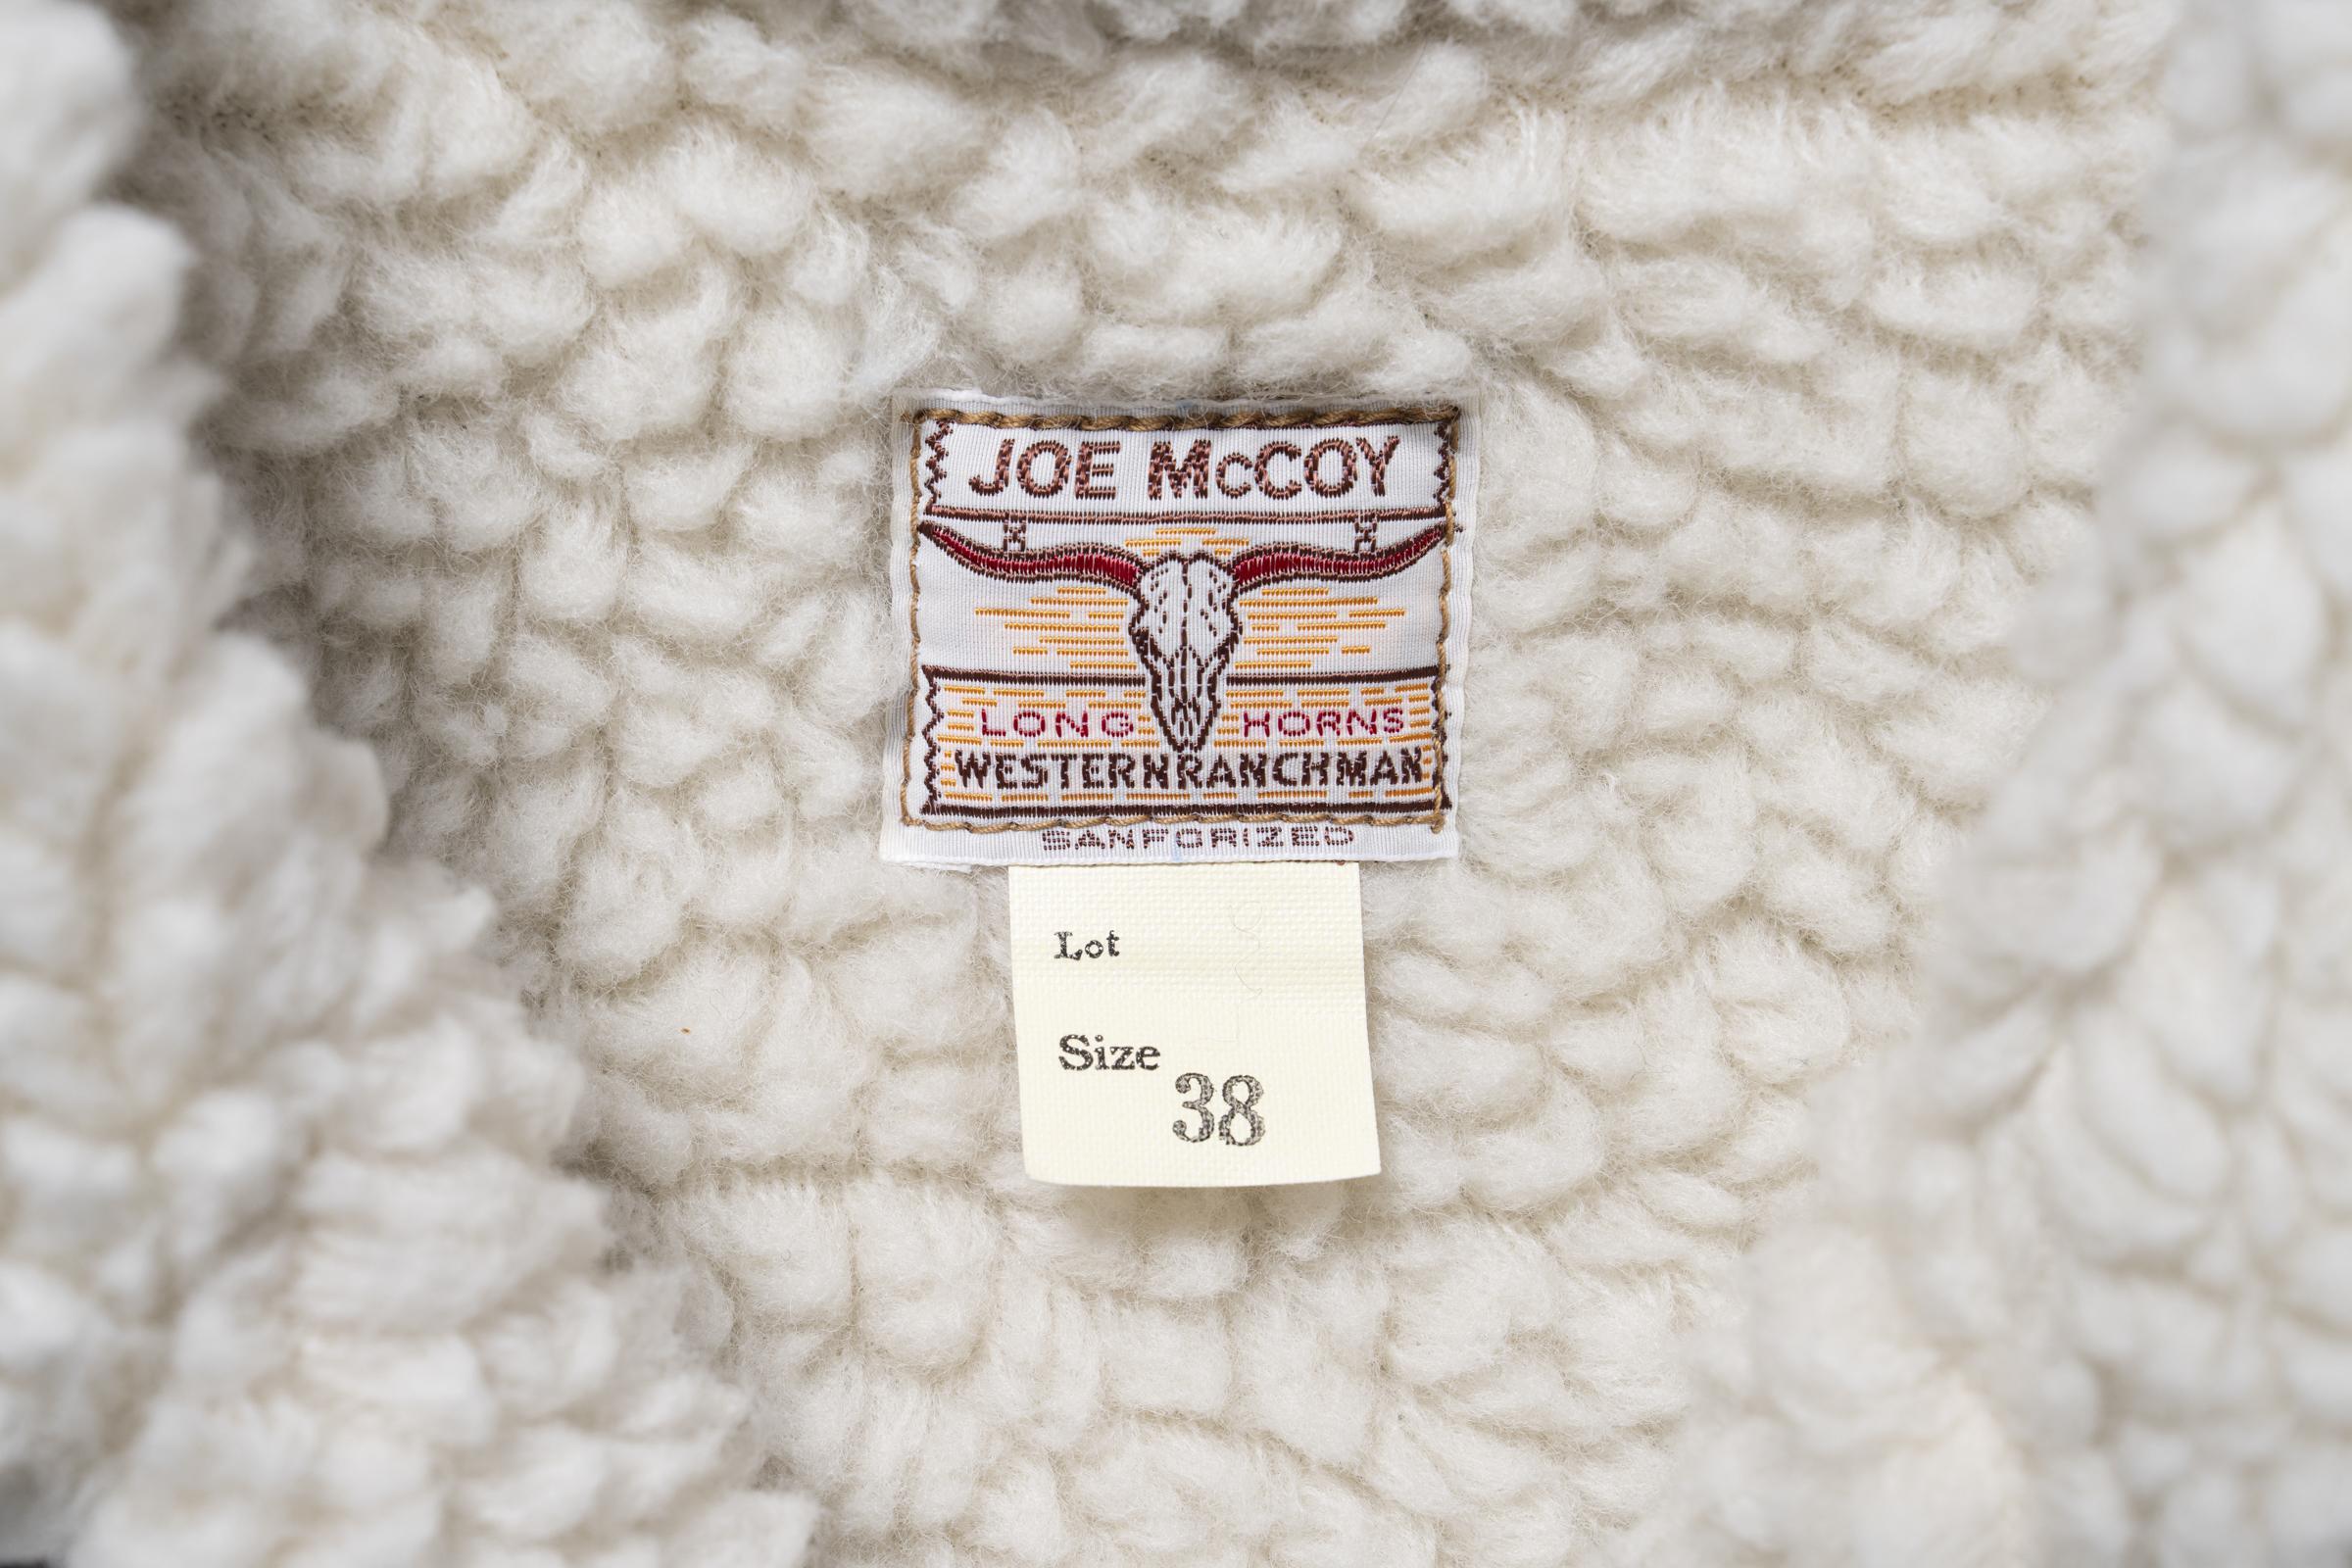 JOE McCOY
LONG HORNS
WESTERN RANCHMAN
SANFORIZED
Lot
Size
38